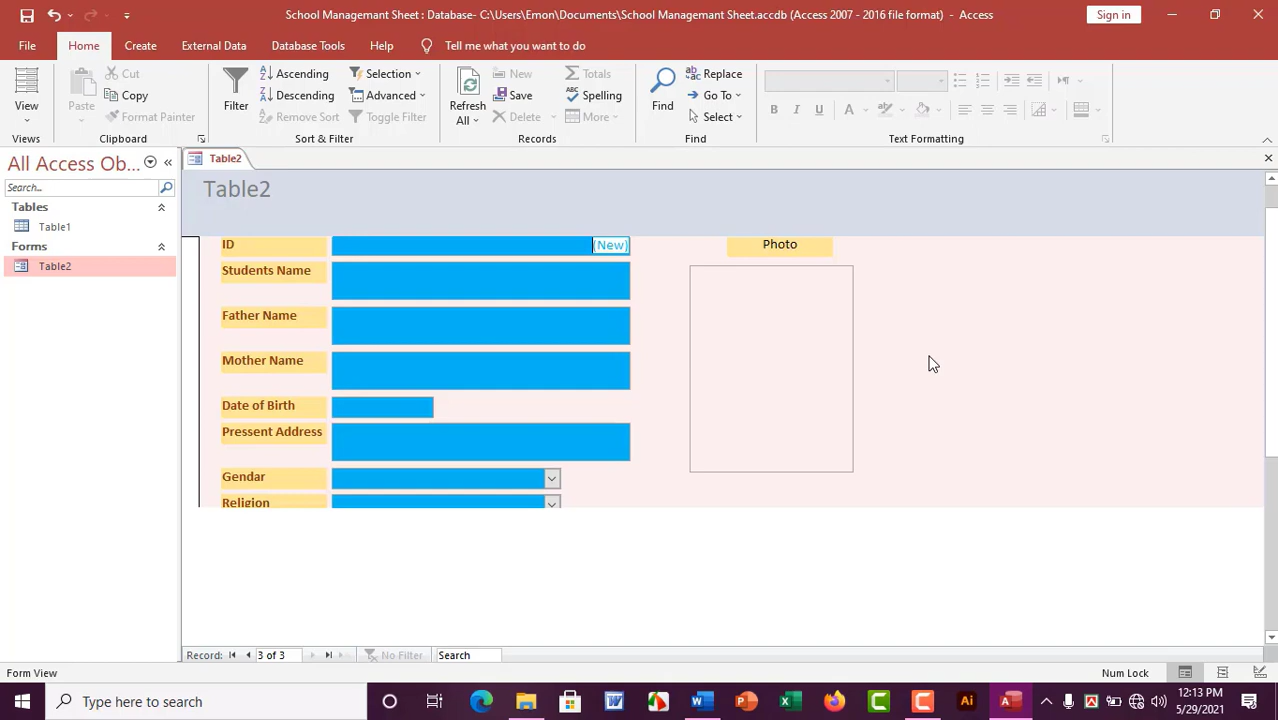 School Managemant Sheet : Database- C:\Users\Emon\Documents\School Managemant Sheet.accdb (Access 2007 - 2016 file format) - Access
Sign in
File Home Create External Data Database Tools Help Tell me what you want to do
View
Views
Paste
Cut
Copy
Format Painter
Clipboard
Filter
Ascending
Descending
Remove Sort
Selection
Advanced
Toggle Filter
Sort & Filter
Refresh
All
New
Save
Delete
Totals
Spelling
More
Records
Find
Replace
Go To
Select
Find
B I U A
Text Formatting
All Access Ob...
Search...
Tables
Table1
Forms
Table2
Table2
Table2
ID (New) Photo
Students Name
Father Name
Mother Name
Date of Birth
Pressent Address
Gendar
Religion
Record: 3 of 3 No Filter Search
Form View Num Lock
Type here to search
12:13 PM
5/29/2021